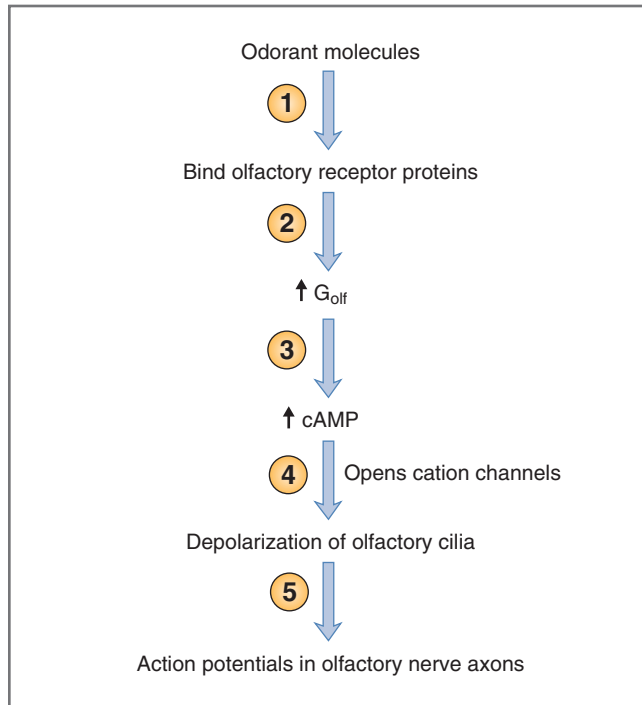 Odorant molecules
1
Bind olfactory receptor proteins
2
↑ Golf
3
↑ cAMP
4 Opens cation channels
Depolarization of olfactory cilia
5
Action potentials in olfactory nerve axons